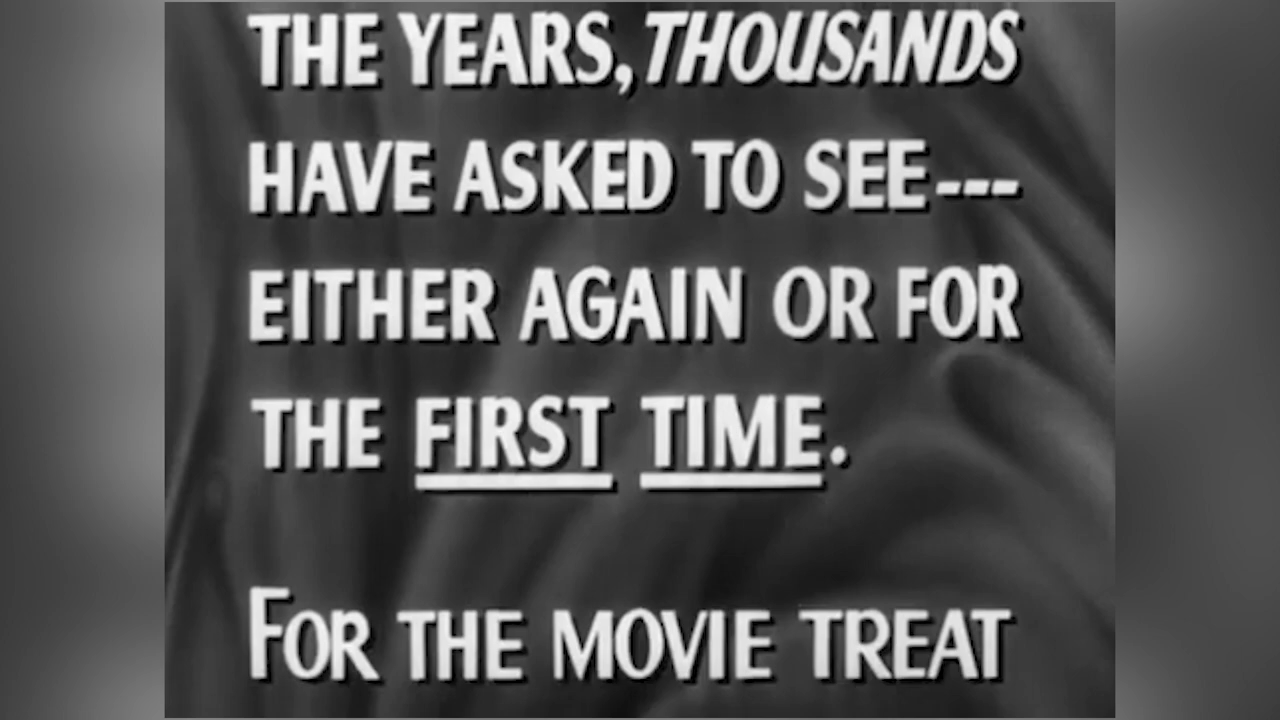 THE YEARS, THOUSANDS
HAVE ASKED TO SEE---
EITHER AGAIN OR FOR
THE FIRST TIME.
FOR THE MOVIE TREAT